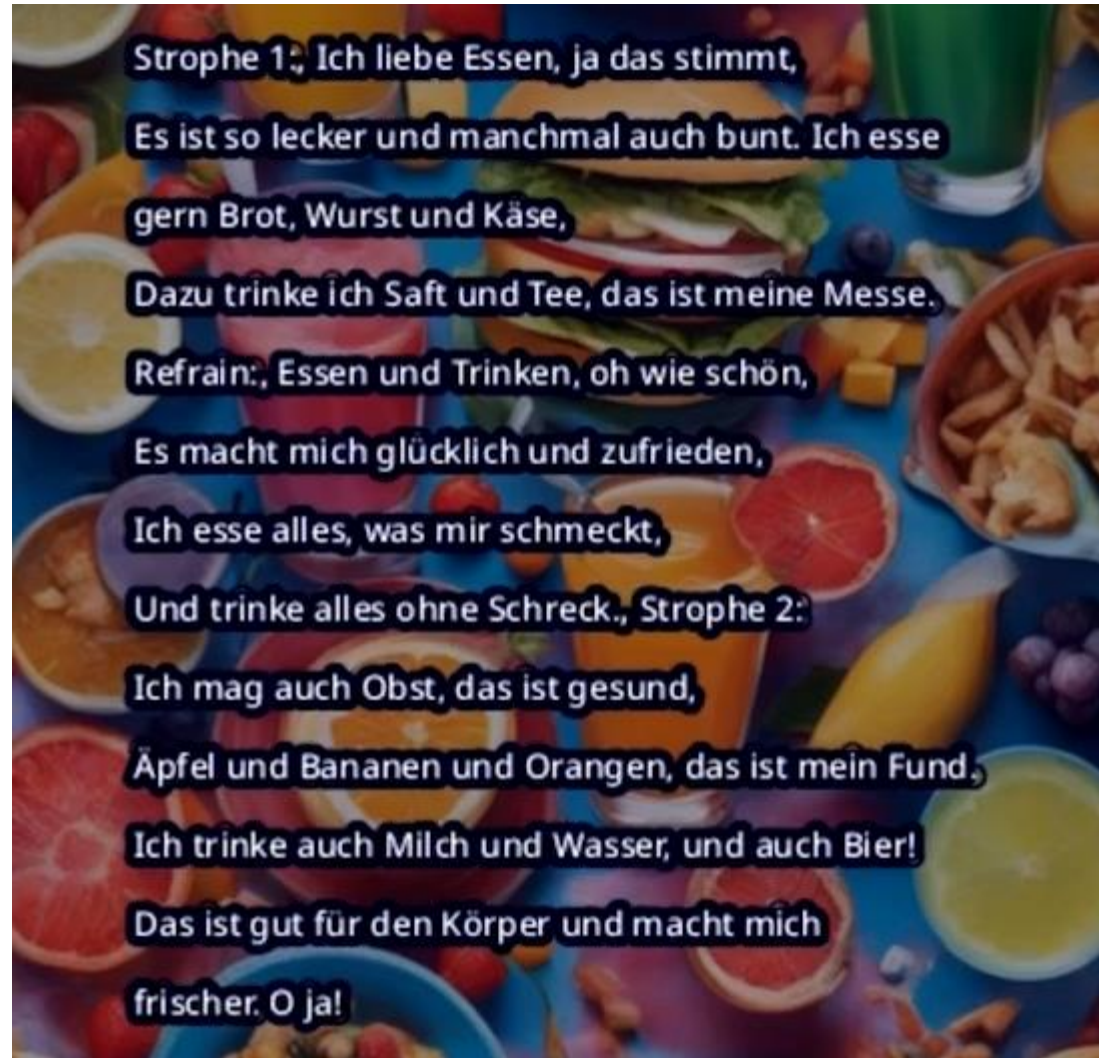 Strophe 1:, Ich liebe Essen, ja das stimmt,
Es ist so lecker und manchmal auch bunt. Ich esse
gern Brot, Wurst und Käse,
Dazu trinke ich Saft und Tee, das ist meine Messe.
Refrain:, Essen und Trinken, oh wie schön,
Es macht mich glücklich und zufrieden,
Ich esse alles, was mir schmeckt,
Und trinke alles ohne Schreck., Strophe 2:
Ich mag auch Obst, das ist gesund,
Äpfel und Bananen und Orangen, das ist mein Fund.
Ich trinke auch Milch und Wasser, und auch Bier!
Das ist gut für den Körper und macht mich
frischer. O ja!